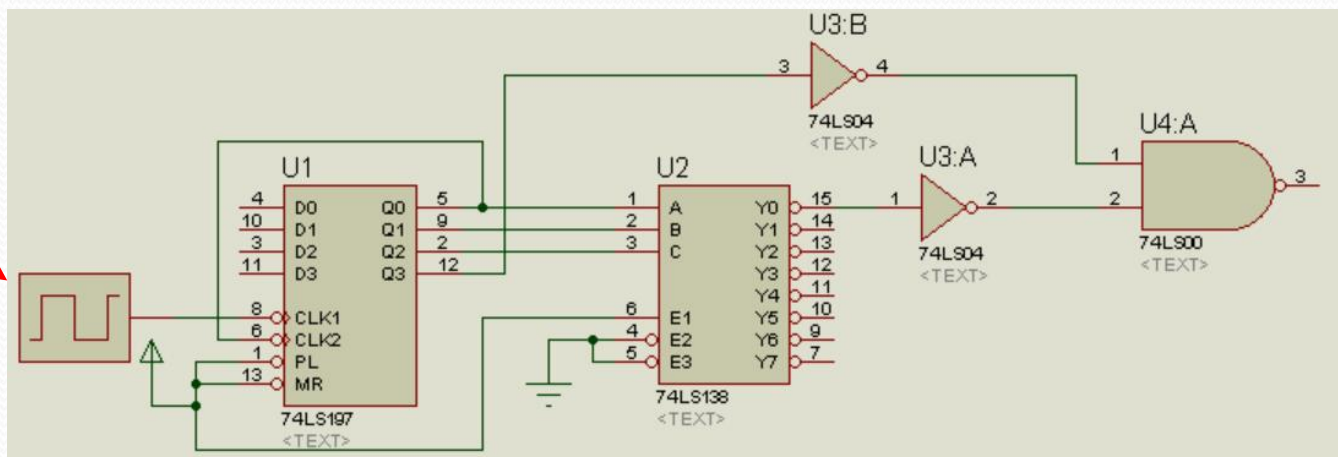 U3:B
3 4
74LS04
<TEXT>
U4:A
1
2
3
74LS00
<TEXT>
U3:A
1 2
74LS04
<TEXT>
U1
4 D0 Q0 5
10 D1 Q1 9
3 D2 Q2 2
11 D3 Q3 12
8 CLK1
6 CLK2
1 PL
13 MR
74LS197
<TEXT>
U2
1 A Y0 15
2 B Y1 14
3 C Y2 13
Y3 12
Y4 11
6 E1 Y5 10
4 E2 Y6 9
5 E3 Y7 7
74LS138
<TEXT>